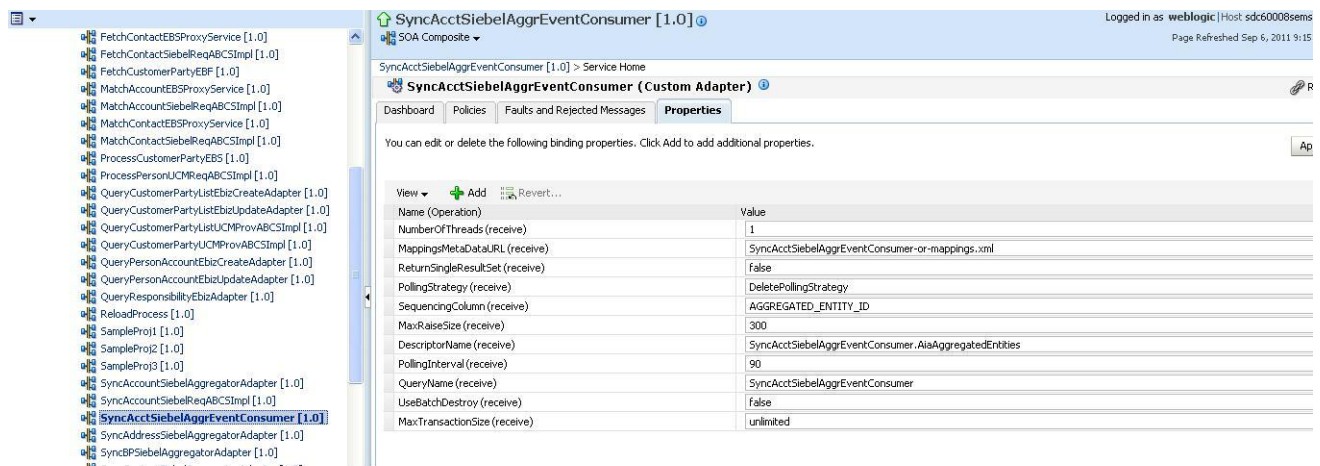 FetchContactEBSProxyService [1.0]
FetchContactSiebelReqABCSImpl [1.0]
FetchCustomerPartyEBF [1.0]
MatchAccountEBSProxyService [1.0]
MatchAccountSiebelReqABCSImpl [1.0]
MatchContactEBSProxyService [1.0]
MatchContactSiebelReqABCSImpl [1.0]
ProcessCustomerPartyEBS [1.0]
ProcessPersonUCMReqABCSImpl [1.0]
QueryCustomerPartyListEbizCreateAdapter [1.0]
QueryCustomerPartyListEbizUpdateAdapter [1.0]
QueryCustomerPartyListUCMProvABCSImpl [1.0]
QueryCustomerPartyUCMProvABCSImpl [1.0]
QueryPersonAccountEbizCreateAdapter [1.0]
QueryPersonAccountEbizUpdateAdapter [1.0]
QueryResponsibilityEbizAdapter [1.0]
ReloadProcess [1.0]
SampleProj1 [1.0]
SampleProj2 [1.0]
SampleProj3 [1.0]
SyncAccountSiebelAggregatorAdapter [1.0]
SyncAccountSiebelReqABCSImpl [1.0]
SyncAcctSiebelAggrEventConsumer [1.0]
SyncAddressSiebelAggregatorAdapter [1.0]
SyncBPSiebelAggregatorAdapter [1.0]
SyncAcctSiebelAggrEventConsumer [1.0]
SOA Composite
Logged in as weblogic | Host sdc60008sems
Page Refreshed Sep 6, 2011 9:15
SyncAcctSiebelAggrEventConsumer [1.0] > Service Home
SyncAcctSiebelAggrEventConsumer (Custom Adapter)
R
Dashboard Policies Faults and Rejected Messages Properties
You can edit or delete the following binding properties. Click Add to add additional properties.
Ap
View Add Revert...
Name (Operation) Value
NumberOfThreads (receive) 1
MappingsMetaDataURL (receive) SyncAcctSiebelAggrEventConsumer-or-mappings.xml
ReturnSingleResultSet (receive) false
PollingStrategy (receive) DeletePollingStrategy
SequencingColumn (receive) AGGREGATED_ENTITY_ID
MaxRaiseSize (receive) 300
DescriptorName (receive) SyncAcctSiebelAggrEventConsumer.AiaAggregatedEntities
PollingInterval (receive) 90
QueryName (receive) SyncAcctSiebelAggrEventConsumer
UseBatchDestroy (receive) false
MaxTransactionSize (receive) unlimited